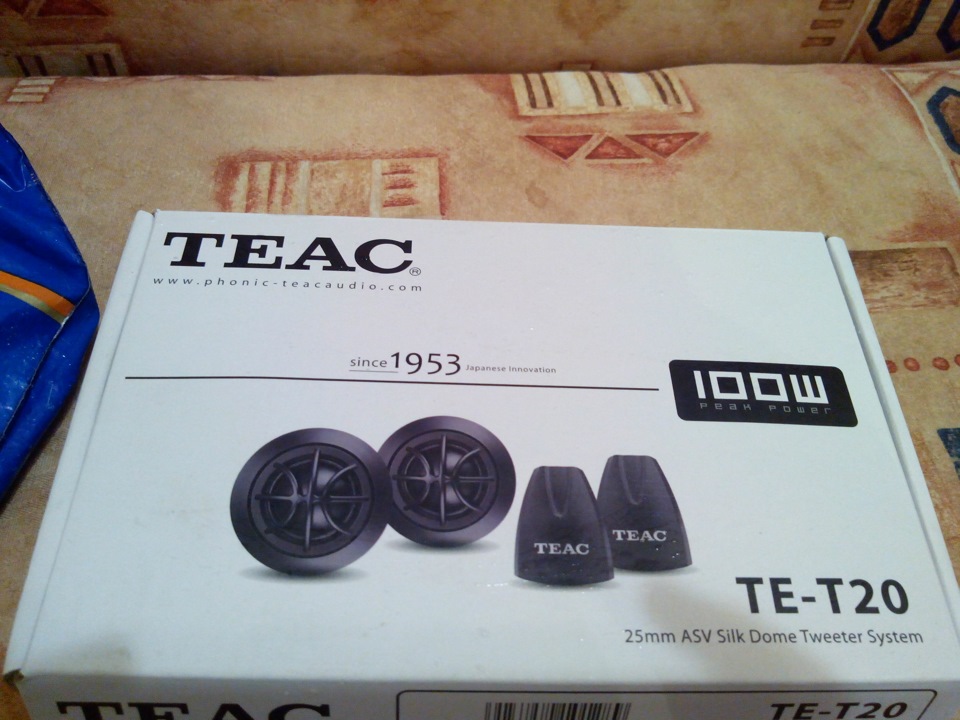 TEAC®
www.phonic-teacaudio.com
since 1953 Japanese Innovation
100W
Peak Power
TEAC
TEAC
TE-T20
25mm ASV Silk Dome Tweeter System
TEAC
TE-T20